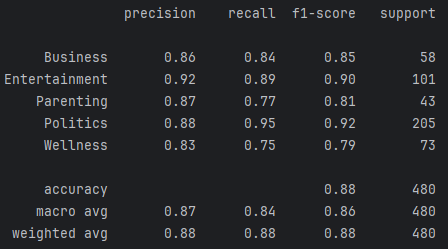 precision recall f1-score support
Business 0.86 0.84 0.85 58
Entertainment 0.92 0.89 0.90 101
Parenting 0.87 0.77 0.81 43
Politics 0.88 0.95 0.92 205
Wellness 0.83 0.75 0.79 73
accuracy 0.88 480
macro avg 0.87 0.84 0.86 480
weighted avg 0.88 0.88 0.88 480